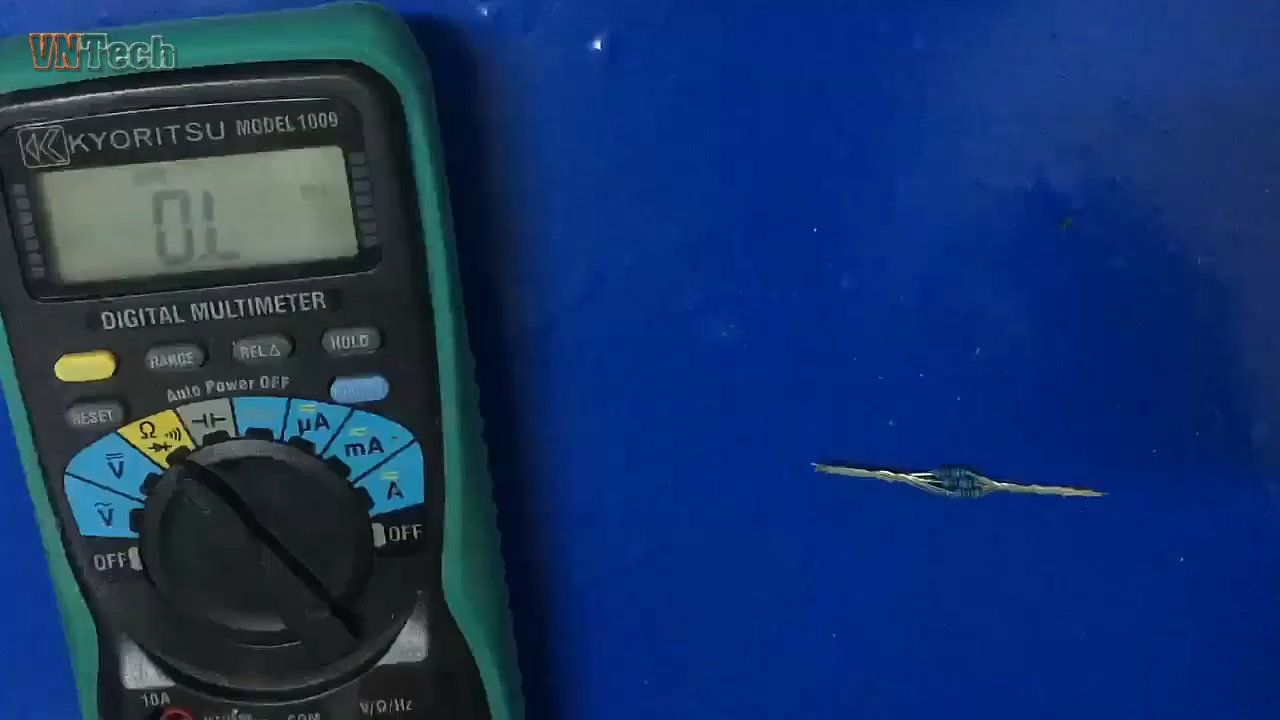 VNTech
KYORITSU MODEL 1009
O.L
DIGITAL MULTIMETER
RANGE
REL △
HOLD
Auto Power OFF
RESET
Ω
µA
mA
V
A
V
OFF
OFF
10A
COM
V/Ω/Hz